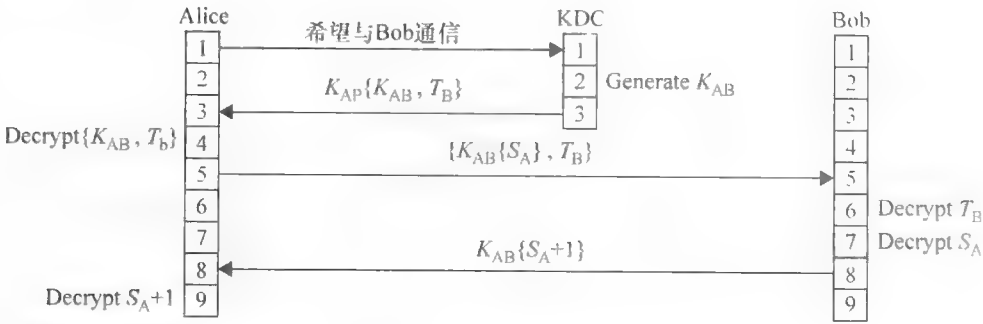 Alice
KDC
Bob
1
希望与Bob通信
1
1
2
K_AP{K_AB, T_B}
2
Generate K_AB
2
3
3
3
Decrypt{K_AB, T_b}
4
{K_AB{S_A}, T_B}
4
5
5
6
6
Decrypt T_B
7
K_AB{S_A+1}
7
Decrypt S_A
8
8
Decrypt S_A+1
9
9